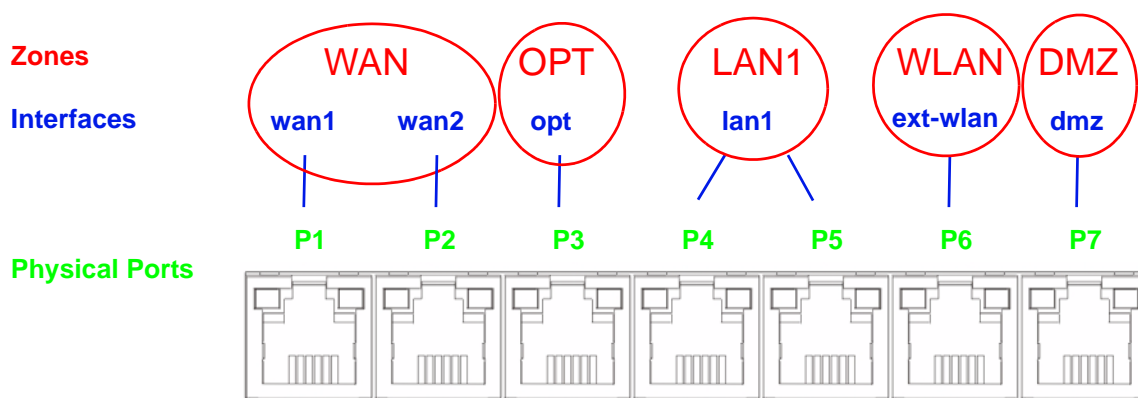 Zones WAN OPT LAN1 WLAN DMZ
Interfaces wan1 wan2 opt lan1 ext-wlan dmz
P1 P2 P3 P4 P5 P6 P7
Physical Ports